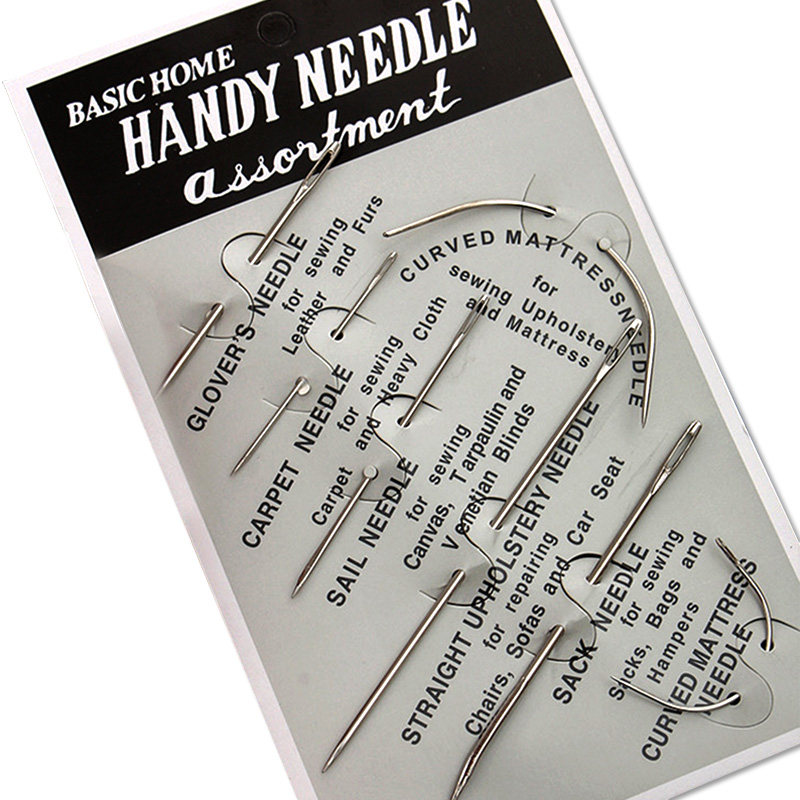 BASIC HOME
HANDY NEEDLE
assortment
GLOVER'S NEEDLE
for sewing
Leather and Furs
CURVED MATTRESSNEEDLE
for
sewing Upholstery
and Mattress
CARPET NEEDLE
for sewing
Carpet and Heavy Cloth
SAIL NEEDLE
for sewing
Canvas, Tarpaulin and
Venetian Blinds
STRAIGHT UPHOLSTERY NEEDLE
for repairing
Chairs, Sofas and Car Seat
SACK NEEDLE
for sewing
Sacks, Bags and
Hampers
CURVED MATTRESS
NEEDLE